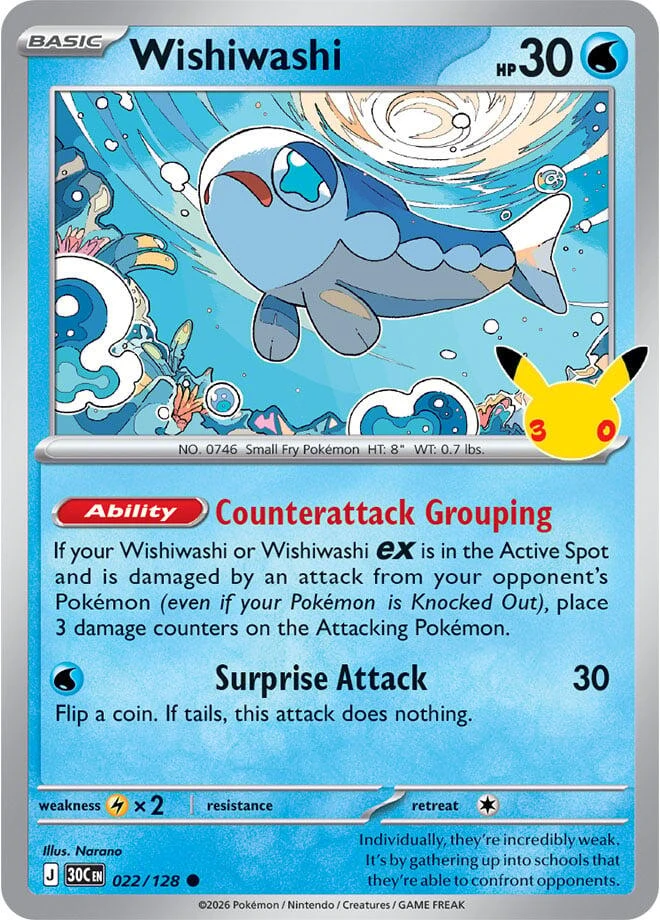 BASIC
Wishiwashi
HP 30
30
NO. 0746 Small Fry Pokémon HT: 8" WT: 0.7 lbs.
Ability Counterattack Grouping
If your Wishiwashi or Wishiwashi ex is in the Active Spot
and is damaged by an attack from your opponent's
Pokémon (even if your Pokémon is Knocked Out), place
3 damage counters on the Attacking Pokémon.
Surprise Attack 30
Flip a coin. If tails, this attack does nothing.
weakness ×2 resistance retreat
Illus. Narano
J 30C EN 022/128
Individually, they're incredibly weak.
It's by gathering up into schools that
they're able to confront opponents.
©2026 Pokémon / Nintendo / Creatures / GAME FREAK